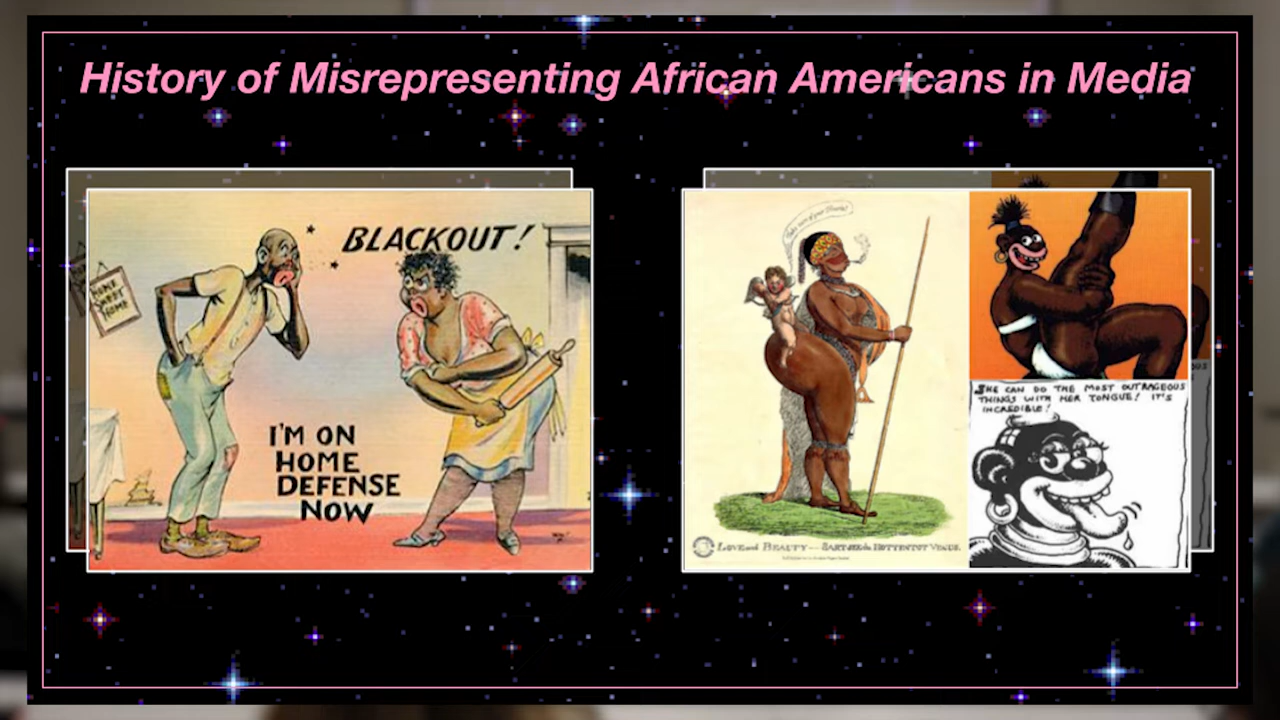 History of Misrepresenting African Americans in Media
HOME
SWEET
HOME
BLACKOUT!
I'M ON
HOME
DEFENSE
NOW
LOVE and BEAUTY — SARTJEE the HOTTENTOT VENUS.
SHE CAN DO THE MOST OUTRAGEOUS
THINGS WITH HER TONGUE! IT'S
INCREDIBLE!